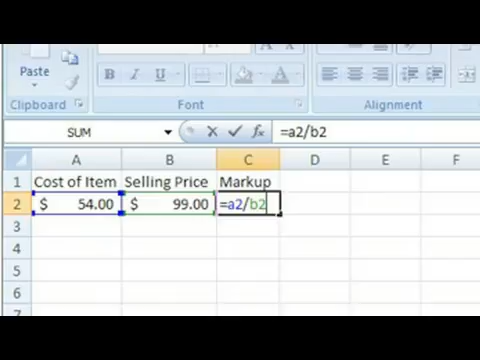 Paste
B I U
Clipboard Font Alignment
SUM =a2/b2
A B C D E F
1 Cost of Item Selling Price Markup
2 $ 54.00 $ 99.00 =a2/b2
3
4
5
6
7